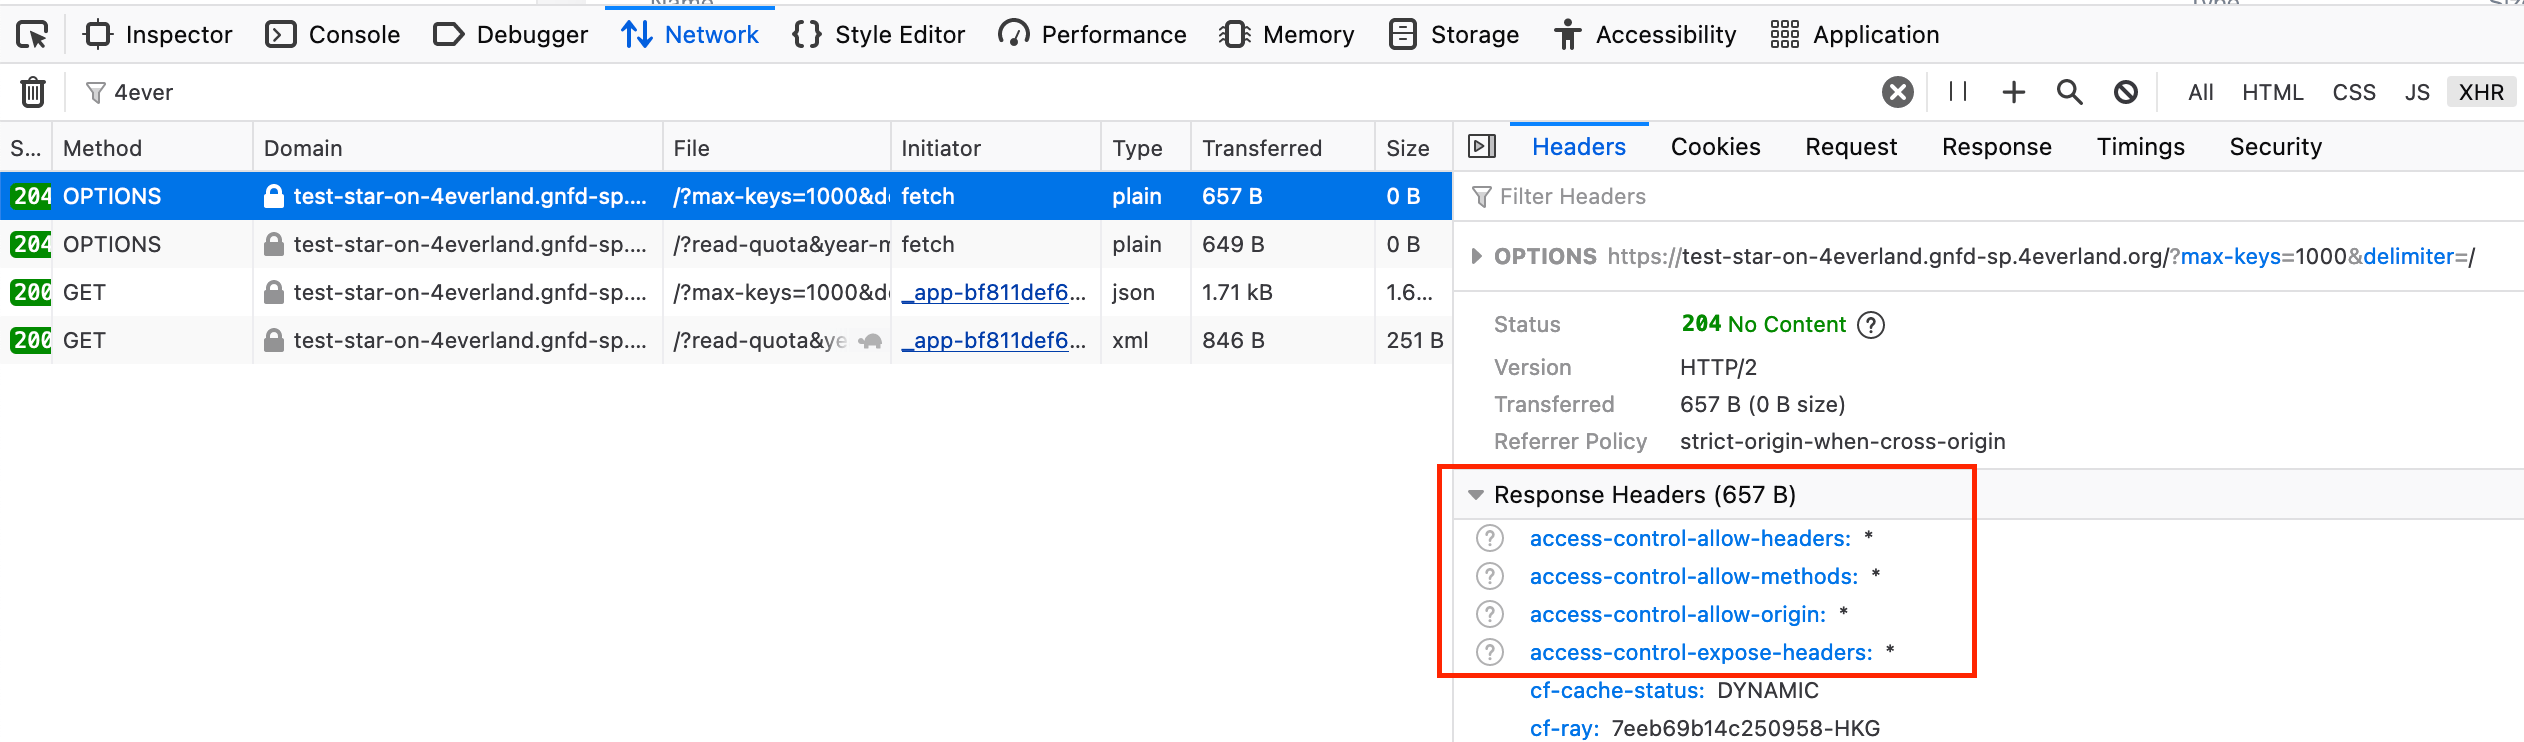 Inspector Console Debugger Network Style Editor Performance Memory Storage Accessibility Application
4ever All HTML CSS JS XHR
S... Method Domain File Initiator Type Transferred Size
204 OPTIONS test-star-on-4everland.gnfd-sp.... /?max-keys=1000&de fetch plain 657 B 0 B
204 OPTIONS test-star-on-4everland.gnfd-sp.... /?read-quota&year-m fetch plain 649 B 0 B
200 GET test-star-on-4everland.gnfd-sp.... /?max-keys=1000&de _app-bf811def6... json 1.71 kB 1.6...
200 GET test-star-on-4everland.gnfd-sp.... /?read-quota&ye _app-bf811def6... xml 846 B 251 B
Headers Cookies Request Response Timings Security
Filter Headers
OPTIONS https://test-star-on-4everland.gnfd-sp.4everland.org/?max-keys=1000&delimiter=/
Status 204 No Content ?
Version HTTP/2
Transferred 657 B (0 B size)
Referrer Policy strict-origin-when-cross-origin
Response Headers (657 B)
? access-control-allow-headers: *
? access-control-allow-methods: *
? access-control-allow-origin: *
? access-control-expose-headers: *
cf-cache-status: DYNAMIC
cf-ray: 7eeb69b14c250958-HKG